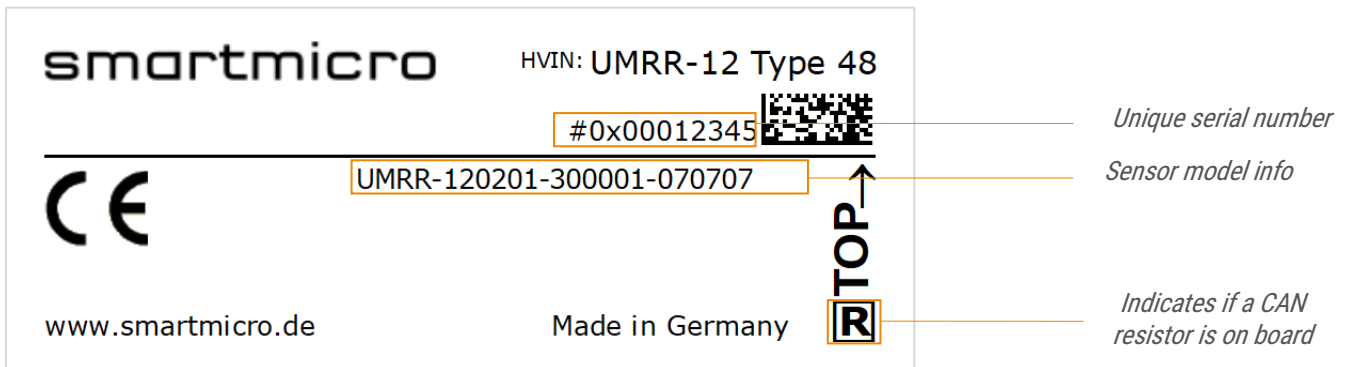 smartmicro
HVIN: UMRR-12 Type 48
#0x00012345
Unique serial number
UMRR-120201-300001-070707
Sensor model info
CE
TOP→
www.smartmicro.de
Made in Germany
R
Indicates if a CAN
resistor is on board